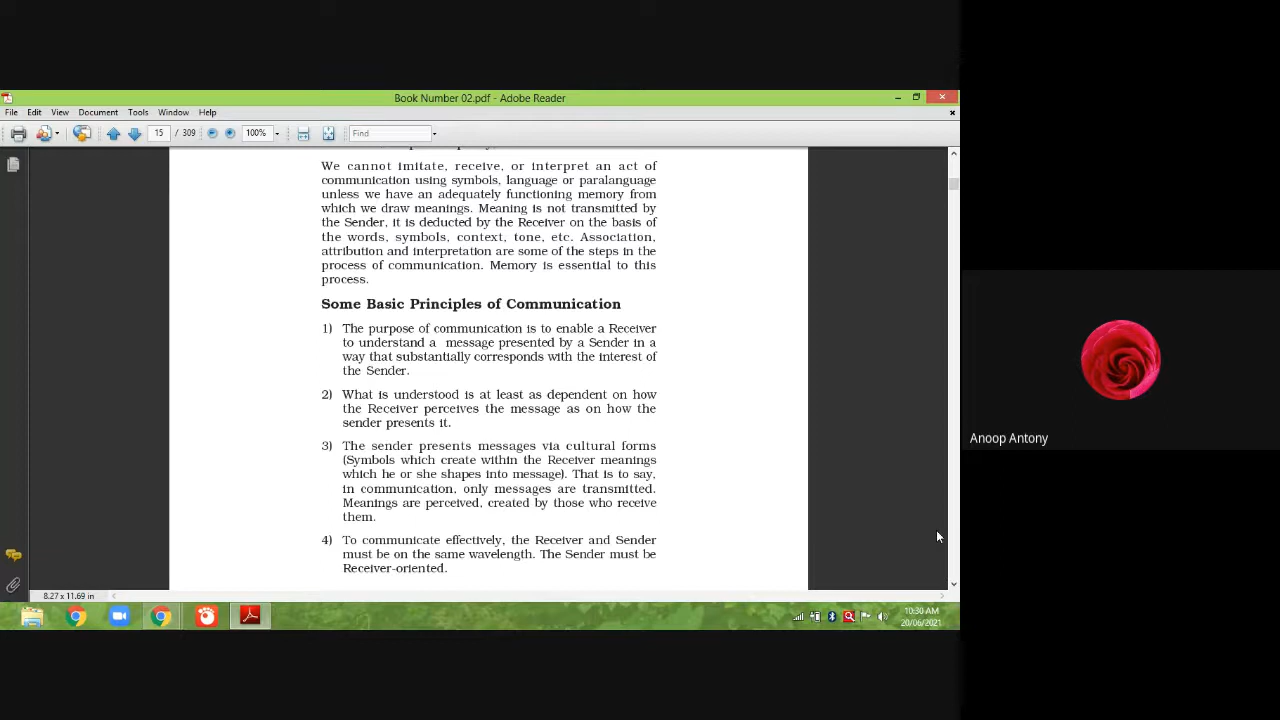 Book Number 02.pdf - Adobe Reader
File Edit View Document Tools Window Help
15 / 309 100% Find
We cannot imitate, receive, or interpret an act of
communication using symbols, language or paralanguage
unless we have an adequately functioning memory from
which we draw meanings. Meaning is not transmitted by
the Sender, it is deducted by the Receiver on the basis of
the words, symbols, context, tone, etc. Association,
attribution and interpretation are some of the steps in the
process of communication. Memory is essential to this
process.
Some Basic Principles of Communication
1) The purpose of communication is to enable a Receiver
to understand a message presented by a Sender in a
way that substantially corresponds with the interest of
the Sender.
2) What is understood is at least as dependent on how
the Receiver perceives the message as on how the
sender presents it.
3) The sender presents messages via cultural forms
(Symbols which create within the Receiver meanings
which he or she shapes into message). That is to say,
in communication, only messages are transmitted.
Meanings are perceived, created by those who receive
them.
4) To communicate effectively, the Receiver and Sender
must be on the same wavelength. The Sender must be
Receiver-oriented.
8.27 x 11.69 in
10:30 AM
20/06/2021
Anoop Antony